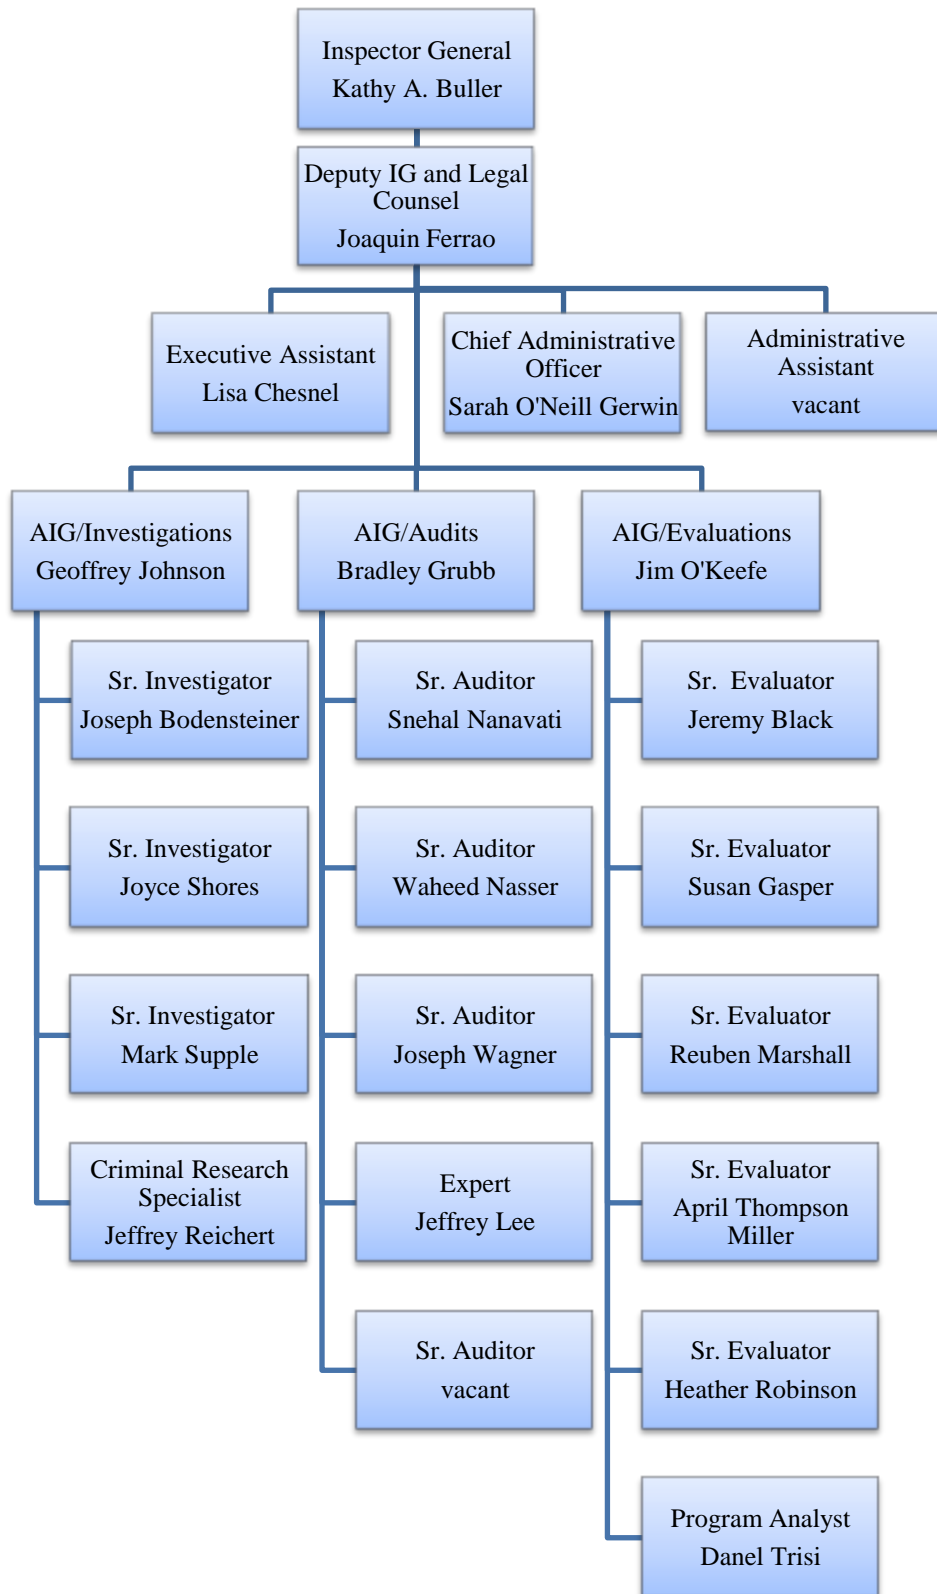 Inspector General
Kathy A. Buller
Deputy IG and Legal
Counsel
Joaquin Ferrao
Executive Assistant
Lisa Chesnel
Chief Administrative
Officer
Sarah O'Neill Gerwin
Administrative
Assistant
vacant
AIG/Investigations
Geoffrey Johnson
AIG/Audits
Bradley Grubb
AIG/Evaluations
Jim O'Keefe
Sr. Investigator
Joseph Bodensteiner
Sr. Investigator
Joyce Shores
Sr. Investigator
Mark Supple
Criminal Research
Specialist
Jeffrey Reichert
Sr. Auditor
Snehal Nanavati
Sr. Auditor
Waheed Nasser
Sr. Auditor
Joseph Wagner
Expert
Jeffrey Lee
Sr. Auditor
vacant
Sr. Evaluator
Jeremy Black
Sr. Evaluator
Susan Gasper
Sr. Evaluator
Reuben Marshall
Sr. Evaluator
April Thompson
Miller
Sr. Evaluator
Heather Robinson
Program Analyst
Danel Trisi